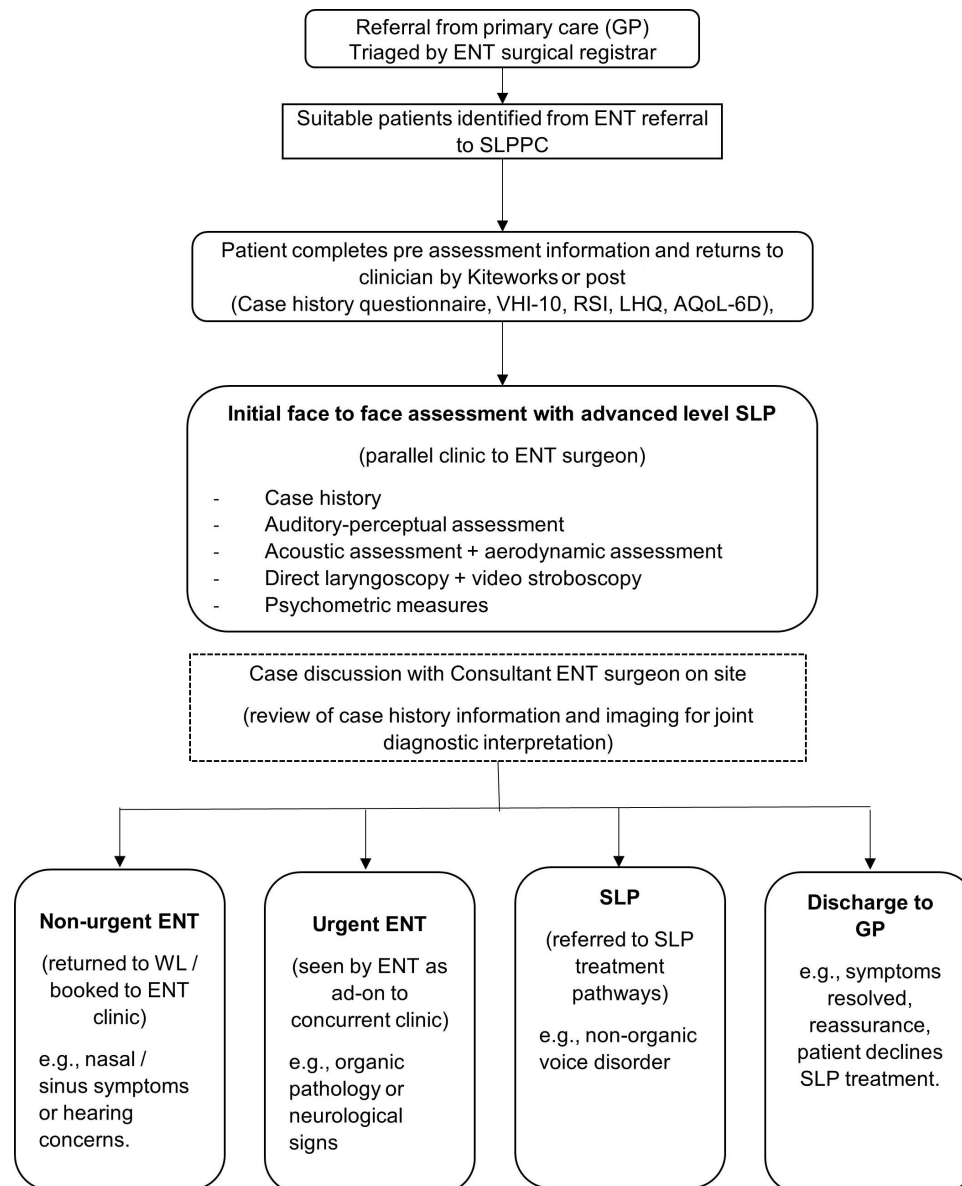 Referral from primary care (GP)
Triaged by ENT surgical registrar
Suitable patients identified from ENT referral
to SLPPC
Patient completes pre assessment information and returns to
clinician by Kiteworks or post
(Case history questionnaire, VHI-10, RSI, LHQ, AQoL-6D),
Initial face to face assessment with advanced level SLP
(parallel clinic to ENT surgeon)
- Case history
- Auditory-perceptual assessment
- Acoustic assessment + aerodynamic assessment
- Direct laryngoscopy + video stroboscopy
- Psychometric measures
Case discussion with Consultant ENT surgeon on site
(review of case history information and imaging for joint
diagnostic interpretation)
Non-urgent ENT
(returned to WL /
booked to ENT
clinic)
e.g., nasal /
sinus symptoms
or hearing
concerns.
Urgent ENT
(seen by ENT as
ad-on to
concurrent clinic)
e.g., organic
pathology or
neurological
signs
SLP
(referred to SLP
treatment
pathways)
e.g., non-organic
voice disorder
Discharge to
GP
e.g., symptoms
resolved,
reassurance,
patient declines
SLP treatment.